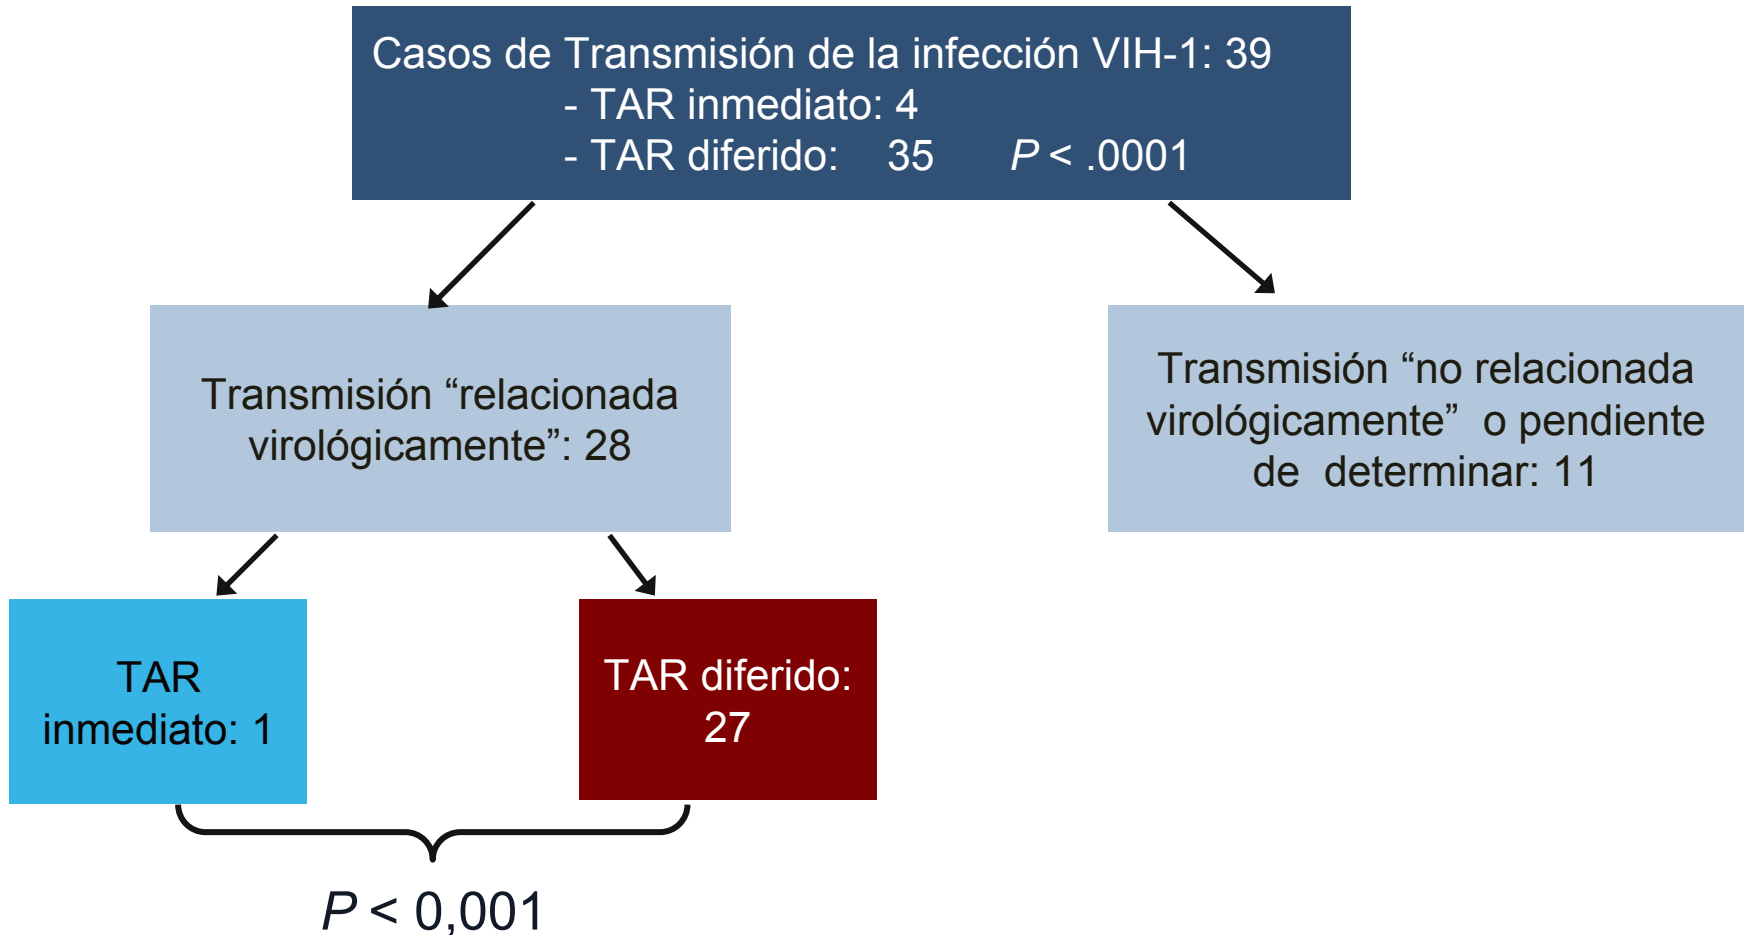 Casos de Transmisión de la infección VIH-1: 39
- TAR inmediato: 4
- TAR diferido: 35 P < .0001
Transmisión “relacionada
virológicamente”: 28
Transmisión “no relacionada
virológicamente” o pendiente
de determinar: 11
TAR
inmediato: 1
TAR diferido:
27
P < 0,001